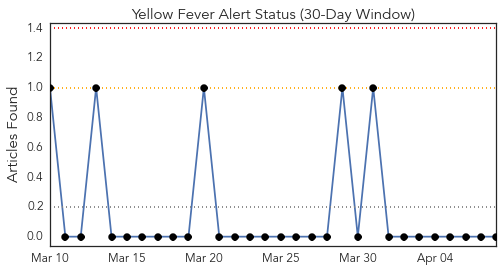 Yellow Fever Alert Status (30-Day Window)
Articles Found
1.4
1.2
1.0
0.8
0.6
0.4
0.2
0.0
Mar 10 Mar 15 Mar 20 Mar 25 Mar 30 Apr 04